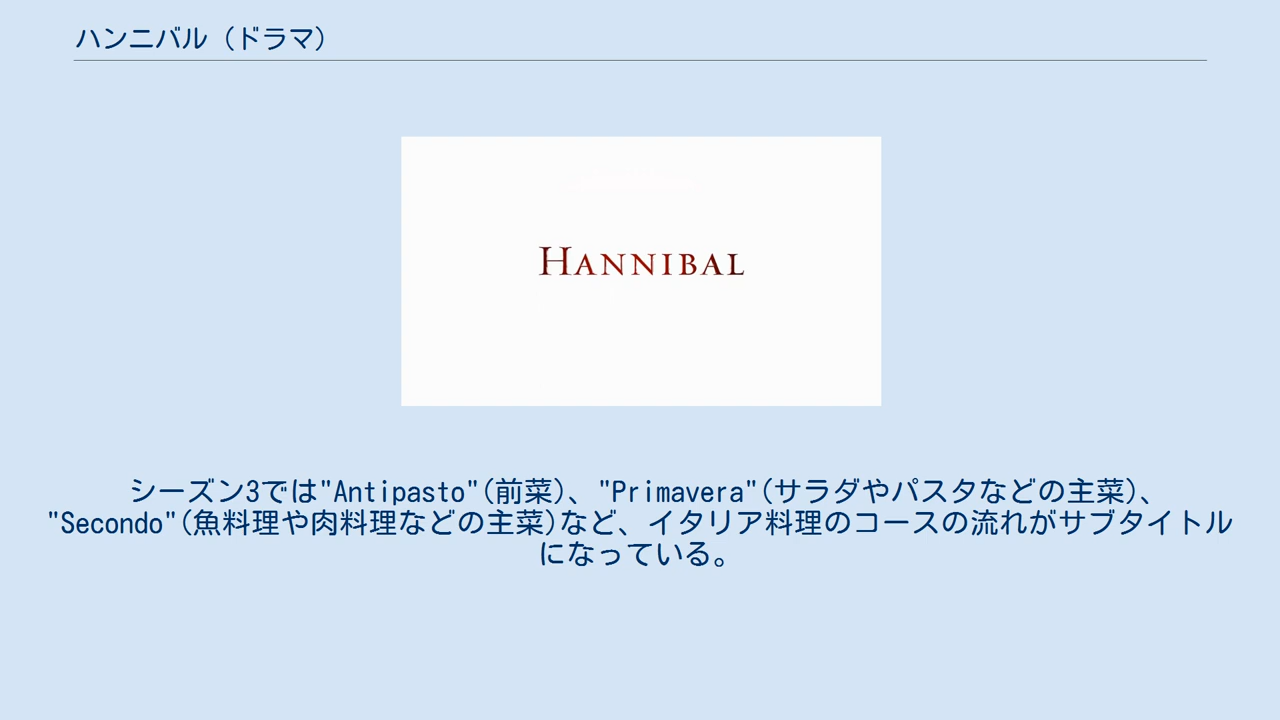 ハンニバル（ドラマ）
HANNIBAL
シーズン3では"Antipasto"(前菜)、"Primavera"(サラダやパスタなどの主菜)、
"Secondo"(魚料理や肉料理などの主菜)など、イタリア料理のコースの流れがサブタイトル
になっている。